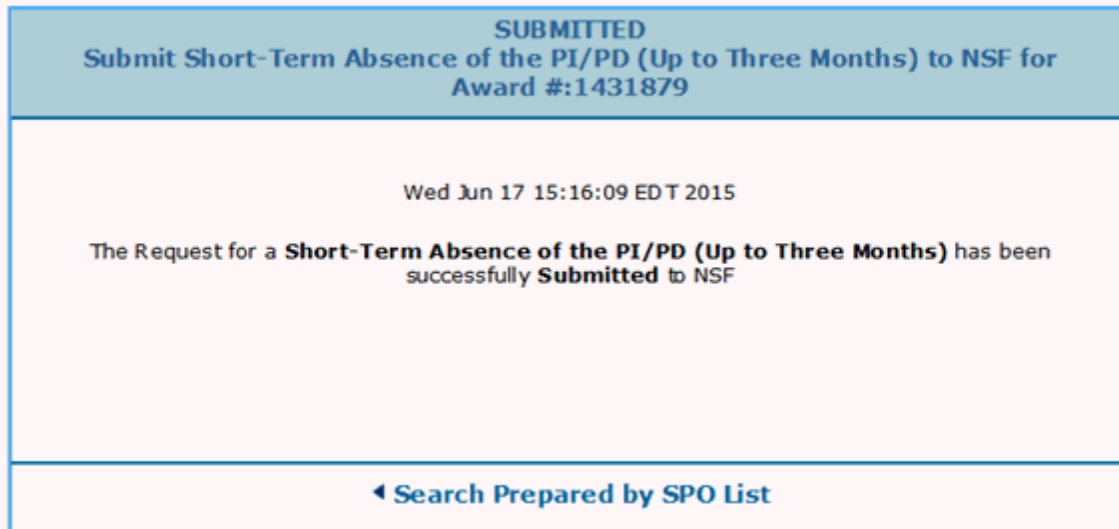 SUBMITTED
Submit Short-Term Absence of the PI/PD (Up to Three Months) to NSF for
Award #:1431879
Wed Jun 17 15:16:09 EDT 2015
The Request for a Short-Term Absence of the PI/PD (Up to Three Months) has been
successfully Submitted to NSF
Search Prepared by SPO List